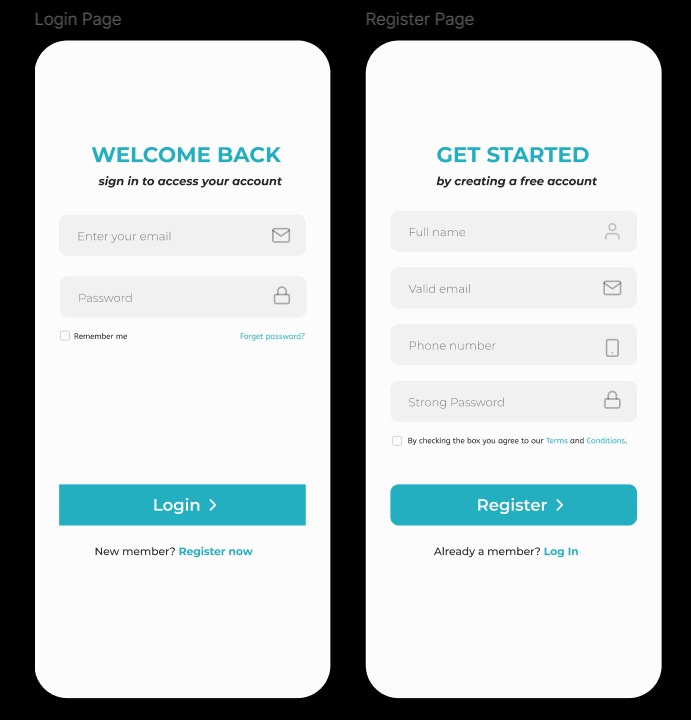 Login Page
WELCOME BACK
sign in to access your account
Enter your email
Password
Remember me
Forget password?
Login
New member? Register now
Register Page
GET STARTED
by creating a free account
Full name
Valid email
Phone number
Strong Password
By checking the box you agree to our Terms and Conditions.
Register
Already a member? Log In